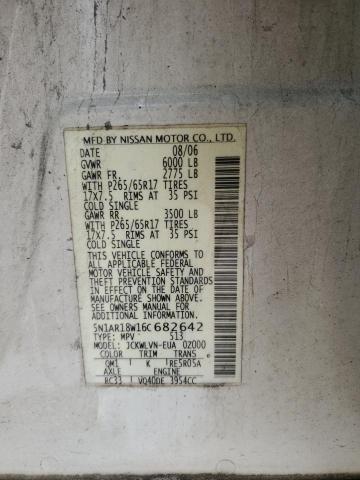 MFD BY NISSAN MOTOR CO., LTD.
DATE 08/06
GVWR 6000 LB
GAWR FR. 2775 LB
WITH P265/65R17 TIRES
17X7.5 RIMS AT 35 PSI
COLD SINGLE
GAWR RR. 3500 LB
WITH P265/65R17 TIRES
17X7.5 RIMS AT 35 PSI
COLD SINGLE
THIS VEHICLE CONFORMS TO
ALL APPLICABLE FEDERAL
MOTOR VEHICLE SAFETY AND
THEFT PREVENTION STANDARDS
IN EFFECT ON THE DATE OF
MANUFACTURE SHOWN ABOVE.
SEE OWNERS MANUAL FOR
ADDITIONAL INFORMATION
5N1AR18W16C682642
TYPE: MPV S13
MODEL: JCKWLVN-EUA 02000
COLOR TRIM TRANS
QM1 K RE5R05A
AXLE ENGINE
RC33 VQ40DE 3954CC